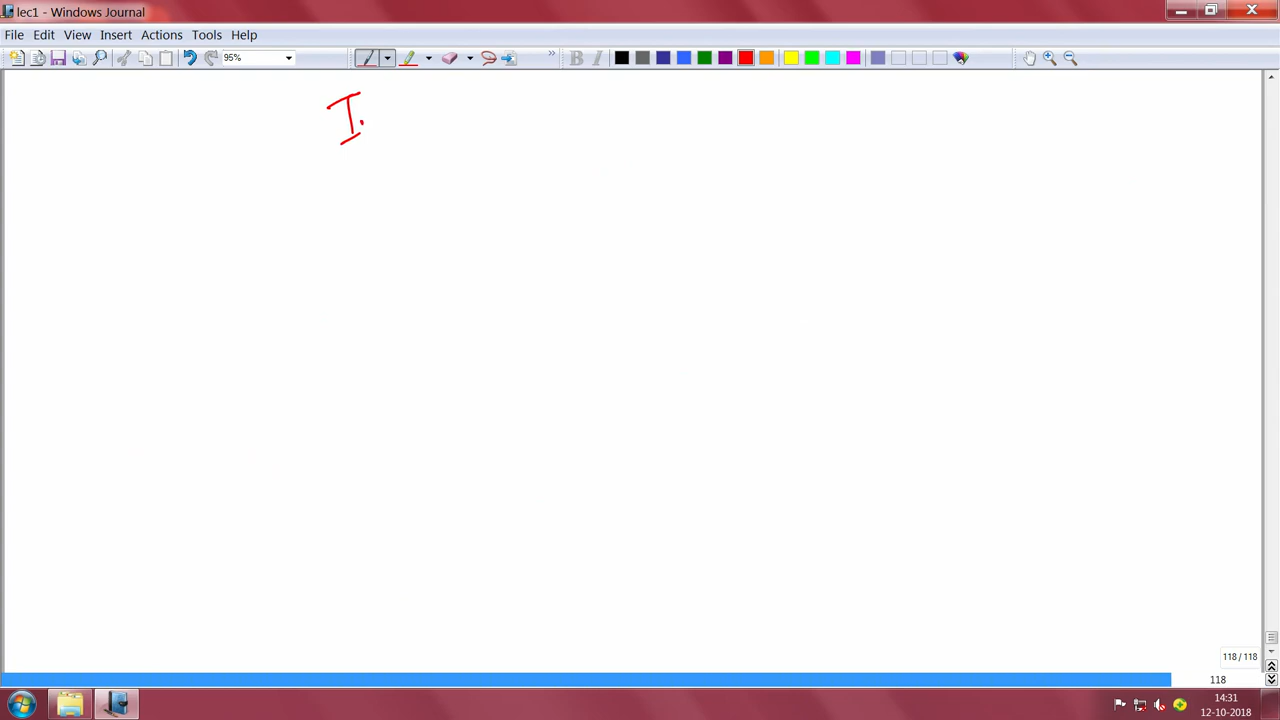 lec1 - Windows Journal
File Edit View Insert Actions Tools Help
95% » B I
I.
118 / 118
118
14:31
12-10-2018